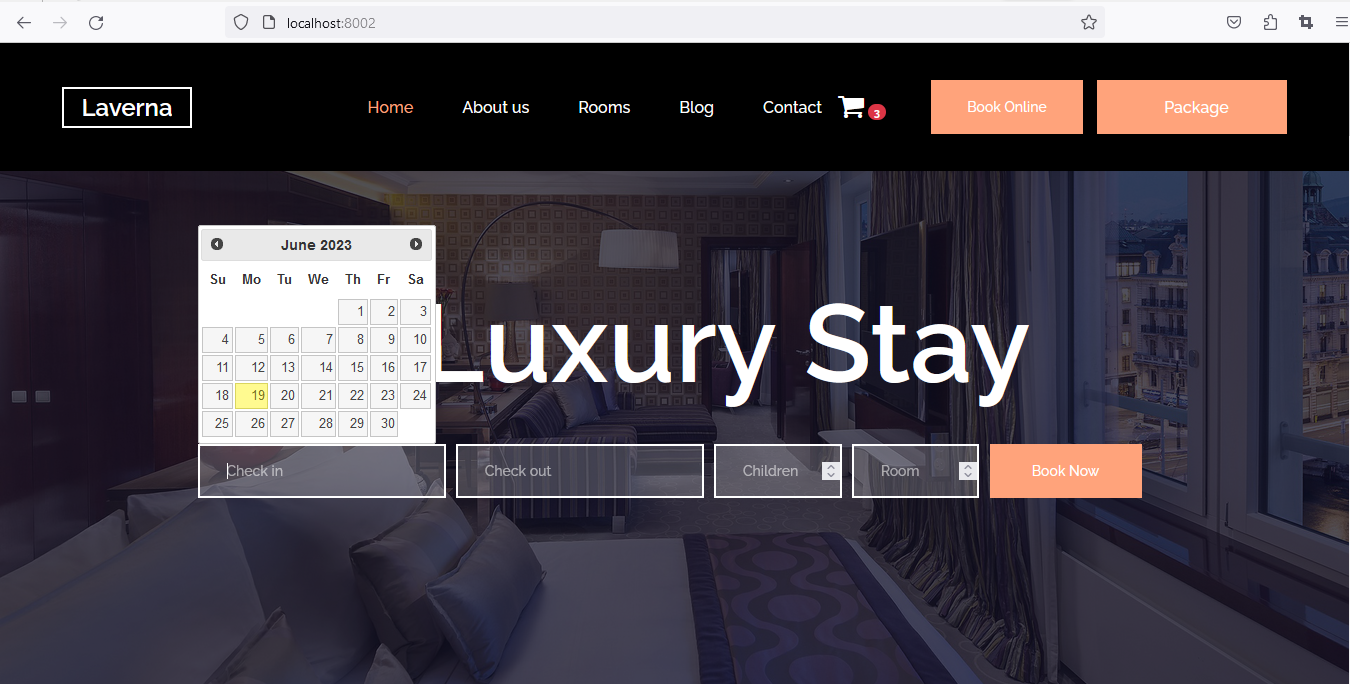 localhost:8002
Laverna
Home About us Rooms Blog Contact 3 Book Online Package
June 2023
Su Mo Tu We Th Fr Sa
1 2 3
4 5 6 7 8 9 10
11 12 13 14 15 16 17
18 19 20 21 22 23 24
25 26 27 28 29 30
Luxury Stay
Check in Check out Children Room Book Now